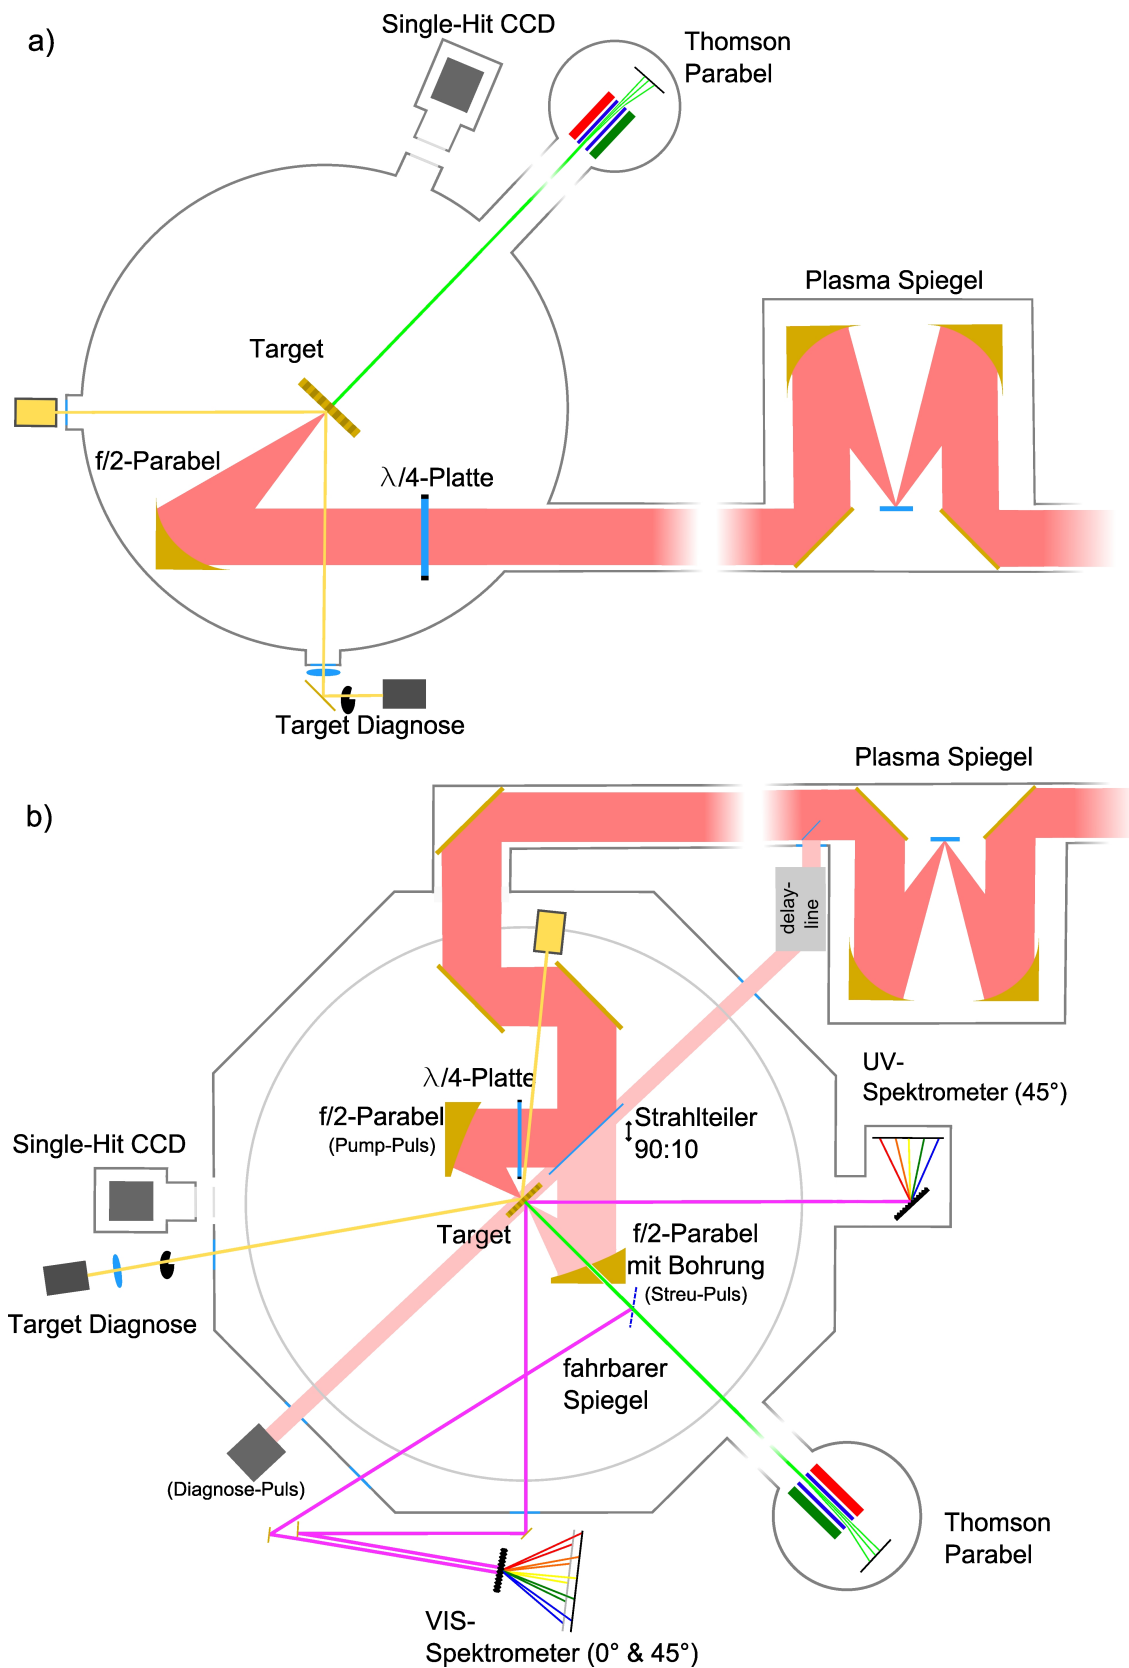 a)
Single-Hit CCD
Thomson
Parabel
Plasma Spiegel
Target
f/2-Parabel
λ/4-Platte
Target Diagnose
b)
Plasma Spiegel
delay-
line
UV-
Spektrometer (45°)
λ/4-Platte
f/2-Parabel
(Pump-Puls)
Strahlteiler
90:10
Single-Hit CCD
Target
f/2-Parabel
mit Bohrung
(Streu-Puls)
Target Diagnose
fahrbarer
Spiegel
(Diagnose-Puls)
Thomson
Parabel
VIS-
Spektrometer (0° & 45°)